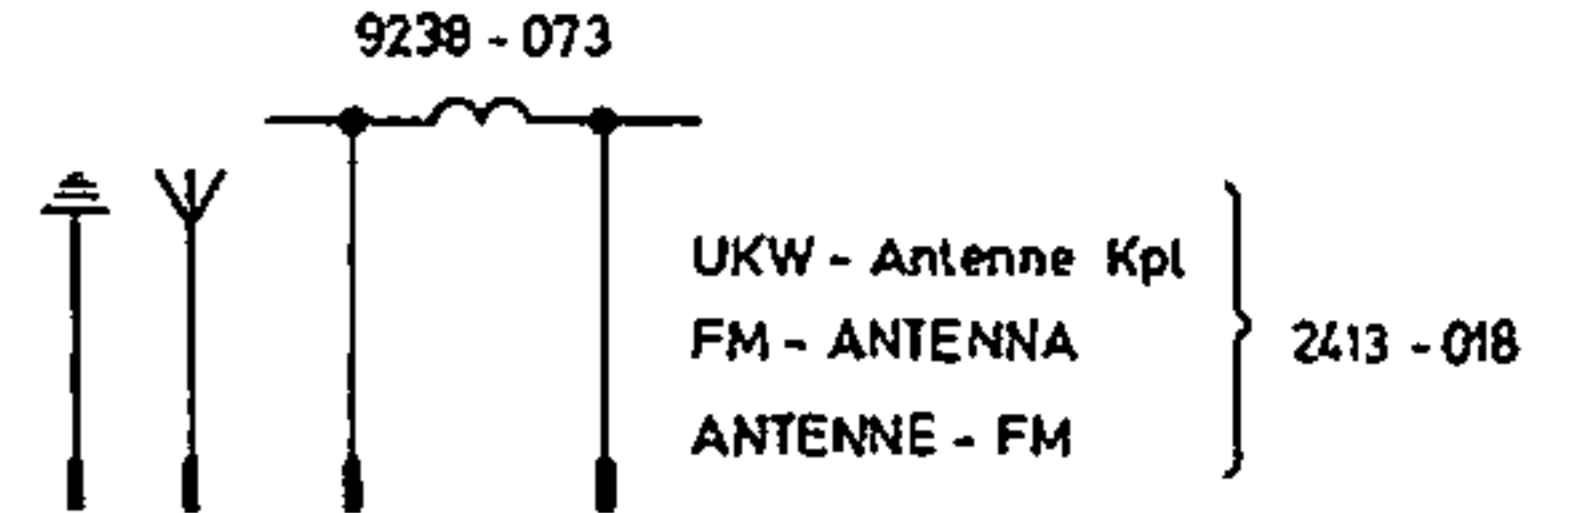 9238 - 073
UKW - Antenne Kpl
FM - ANTENNA
ANTENNE - FM
2413 - 018